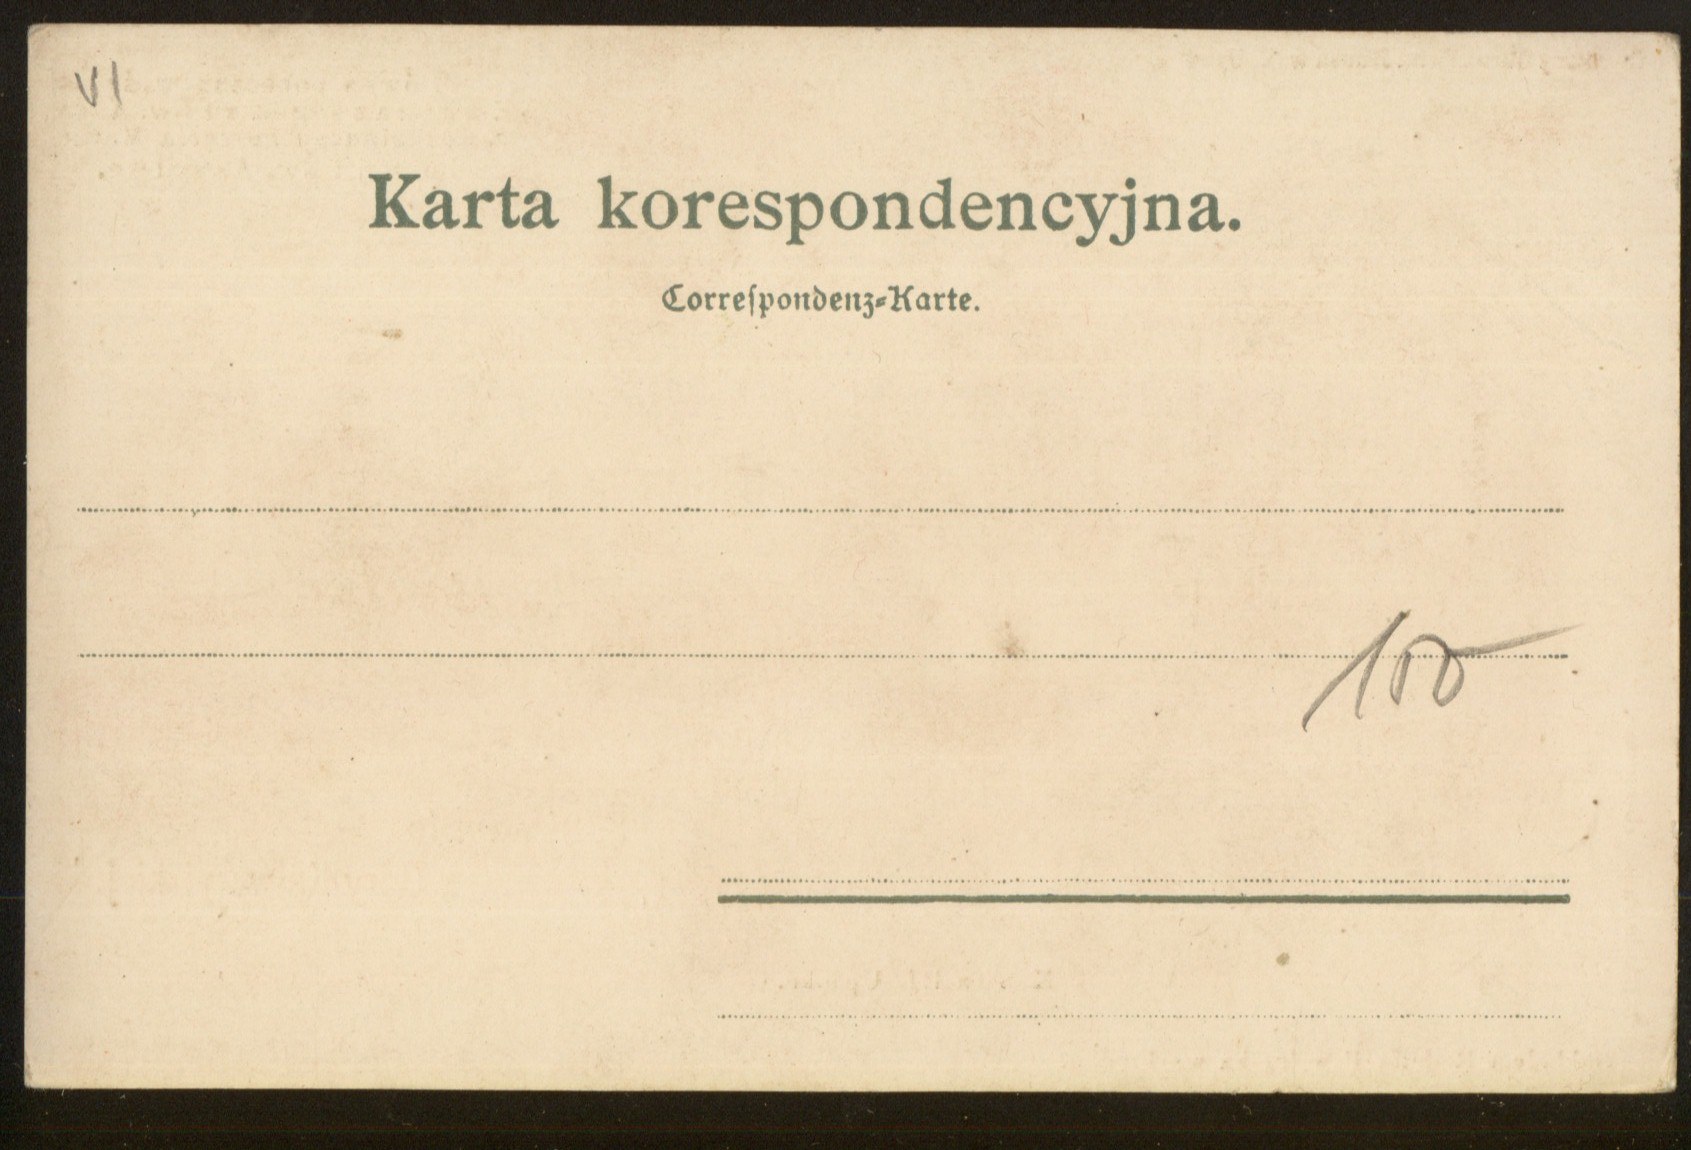 VI
Karta korespondencyjna.
Correſpondenz-Karte.
100